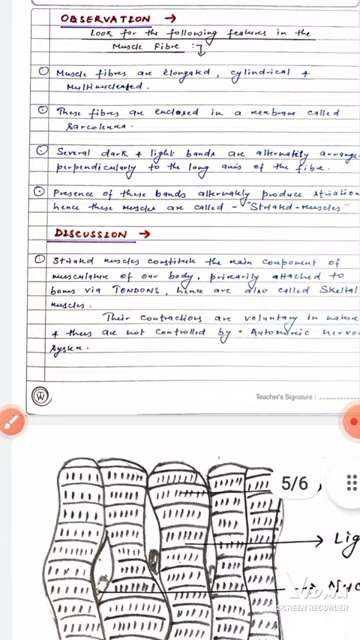 OBSERVATION →
Look for the following features in the
Muscle Fibre :→
Muscle fibres are elongated, cylindrical +
Multinucleated.
These fibres are enclosed in a membrane called
Sarcolemma.
Several dark + light bands are alternately arrange
perpendicularly to the long axis of the fibre.
Presence of these bands alternately produce striation
hence these muscles are called - "Striated-muscles"
DISCUSSION →
Striated muscles constitute the main component of
musculature of our body, primarily attached to
bones via TENDONS, hence are also called Skeletal
muscles.
Their contractions are voluntary in nature
+ thus are not controlled by - Autonomic nervo
System.
W
Teacher's Signature :
5/6
Lig
SCREEN RECORDER